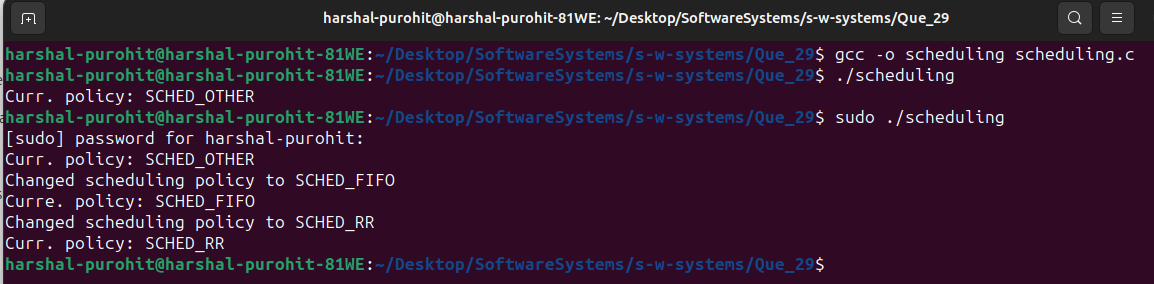 harshal-purohit@harshal-purohit-81WE: ~/Desktop/SoftwareSystems/s-w-systems/Que_29
harshal-purohit@harshal-purohit-81WE:~/Desktop/SoftwareSystems/s-w-systems/Que_29$ gcc -o scheduling scheduling.c
harshal-purohit@harshal-purohit-81WE:~/Desktop/SoftwareSystems/s-w-systems/Que_29$ ./scheduling
Curr. policy: SCHED_OTHER
harshal-purohit@harshal-purohit-81WE:~/Desktop/SoftwareSystems/s-w-systems/Que_29$ sudo ./scheduling
[sudo] password for harshal-purohit:
Curr. policy: SCHED_OTHER
Changed scheduling policy to SCHED_FIFO
Curre. policy: SCHED_FIFO
Changed scheduling policy to SCHED_RR
Curr. policy: SCHED_RR
harshal-purohit@harshal-purohit-81WE:~/Desktop/SoftwareSystems/s-w-systems/Que_29$